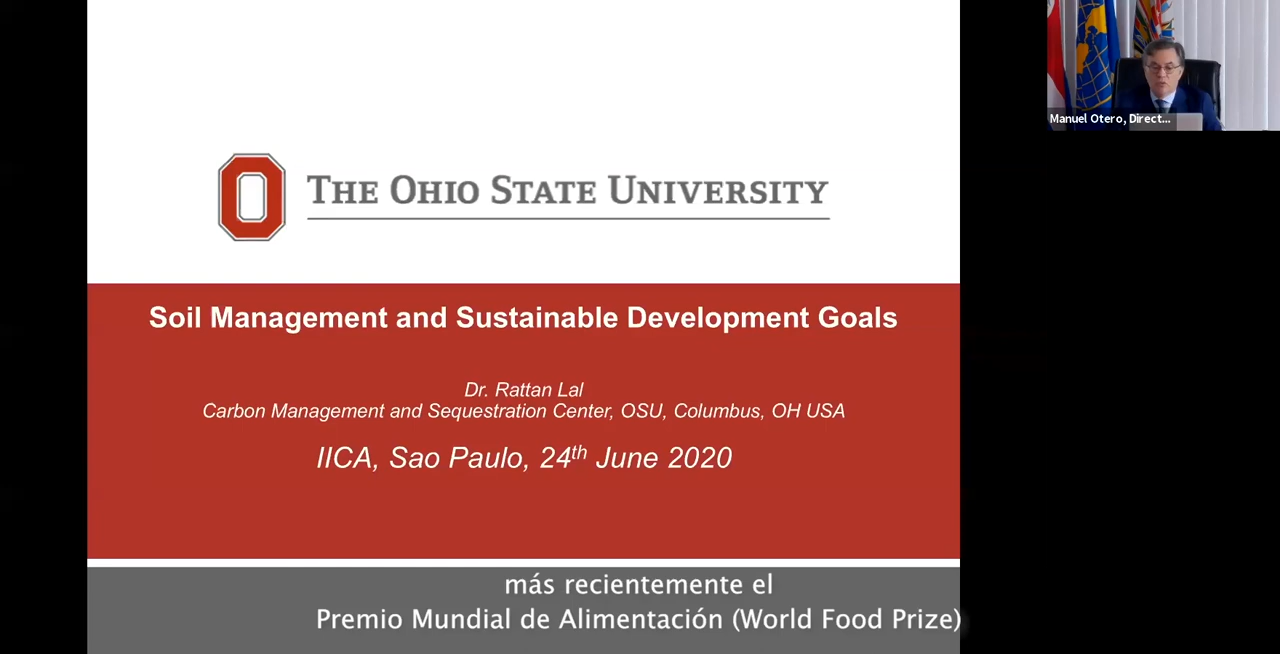 THE OHIO STATE UNIVERSITY
Soil Management and Sustainable Development Goals
Dr. Rattan Lal
Carbon Management and Sequestration Center, OSU, Columbus, OH USA
IICA, Sao Paulo, 24th June 2020
más recientemente el
Premio Mundial de Alimentación (World Food Prize)
Manuel Otero, Direct...